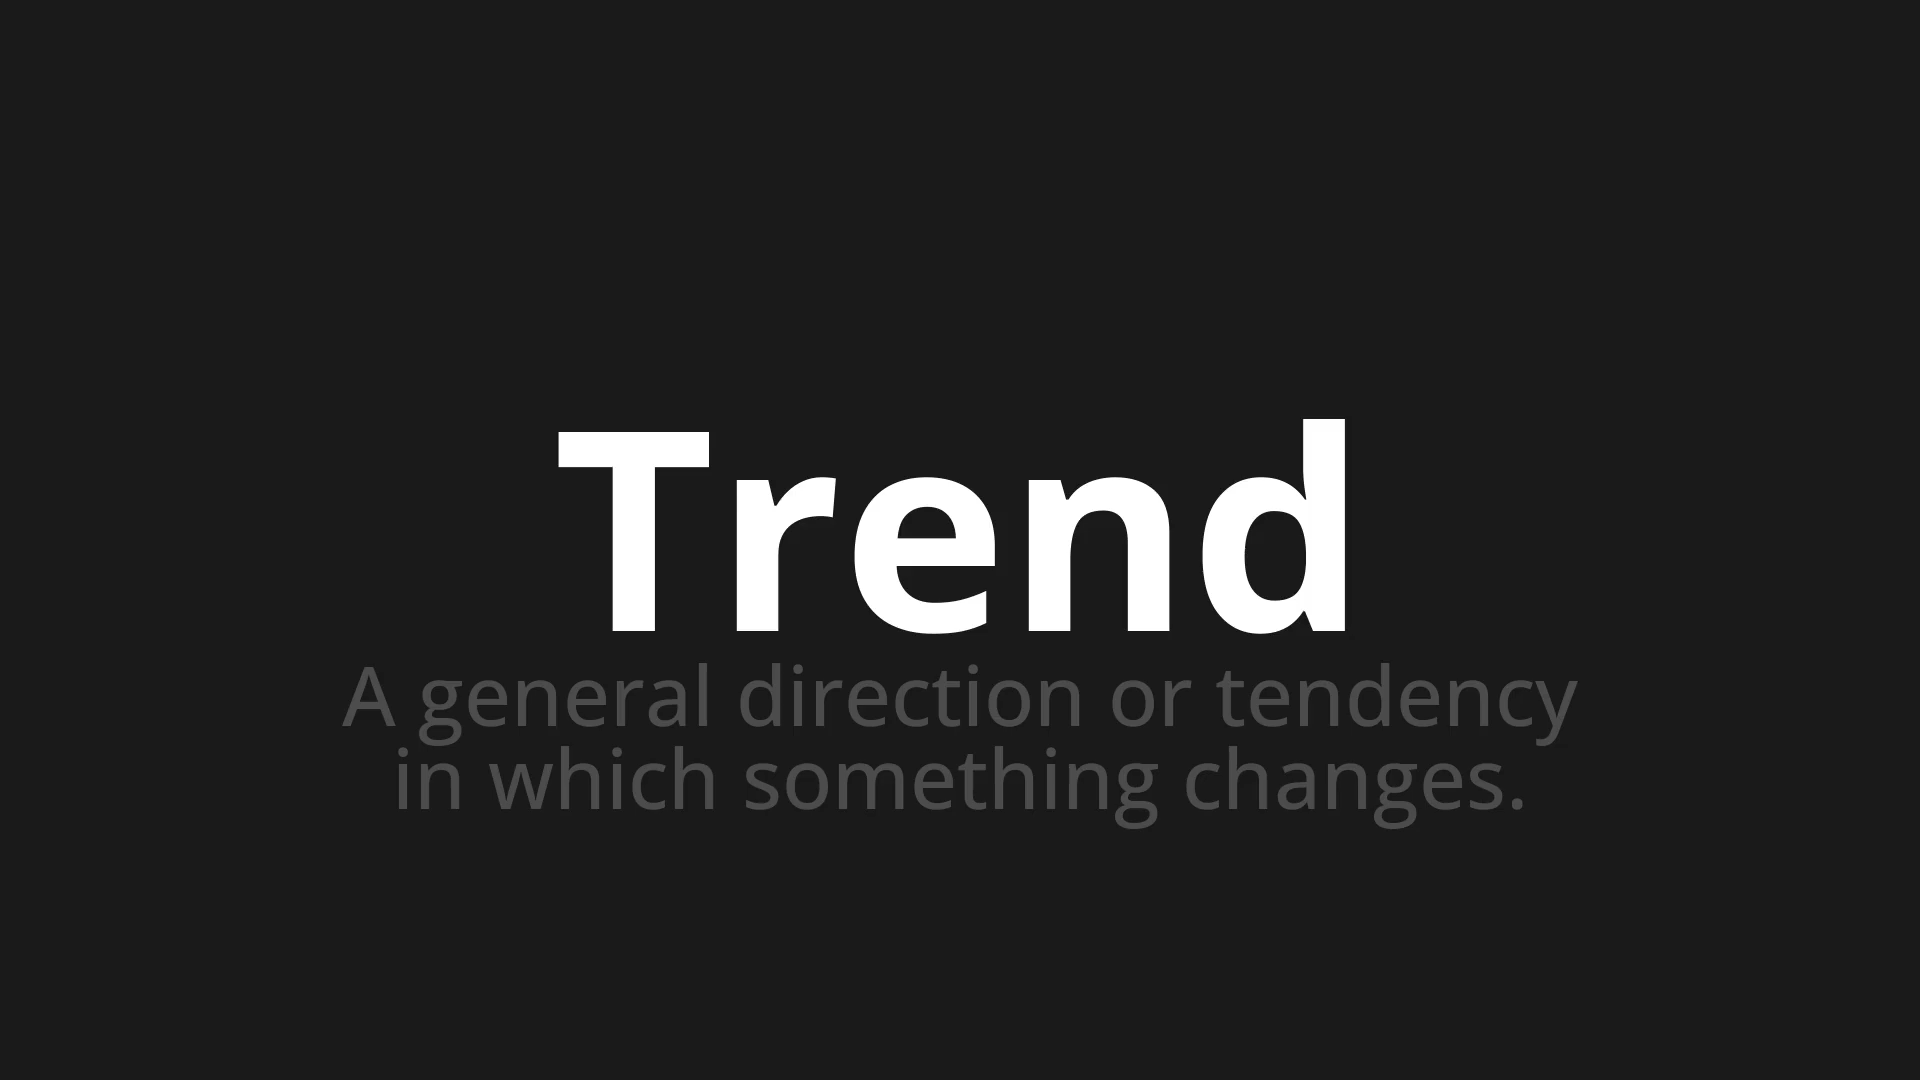 Trend
A general direction or tendency
in which something changes.